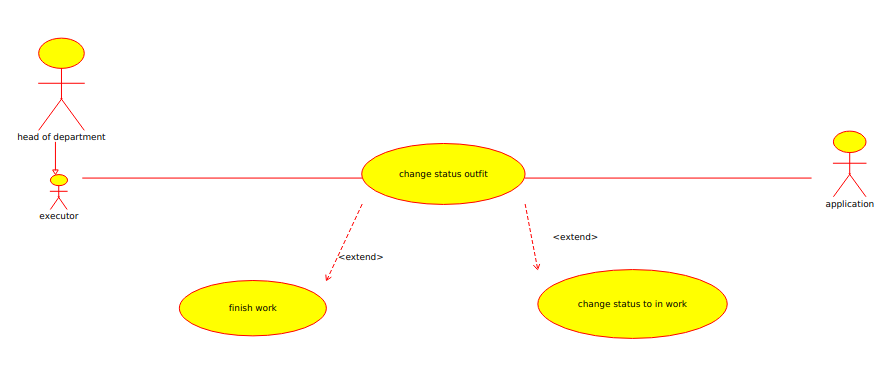 head of department
executor
change status outfit
application
<extend>
<extend>
finish work
change status to in work